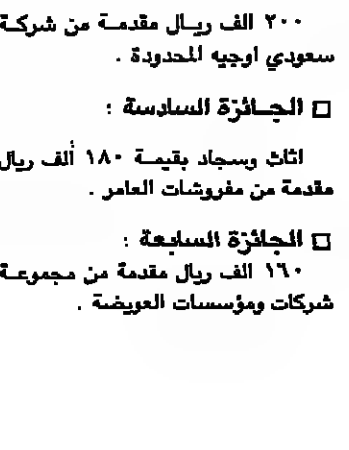 ٢٠٠ الف ريـال مقدمـة من شركـة
سعودي اوجيه المحدودة .
□ الجـائزة السادسة :
اثاث وسجاد بقيمـة ١٨٠ ألف ريال
مقدمة من مفروشات العامر .
□ الجائزة السابعة :
١٦٠ الف ريال مقدمة من مجموعـة
شركات ومؤسسات العويضة .